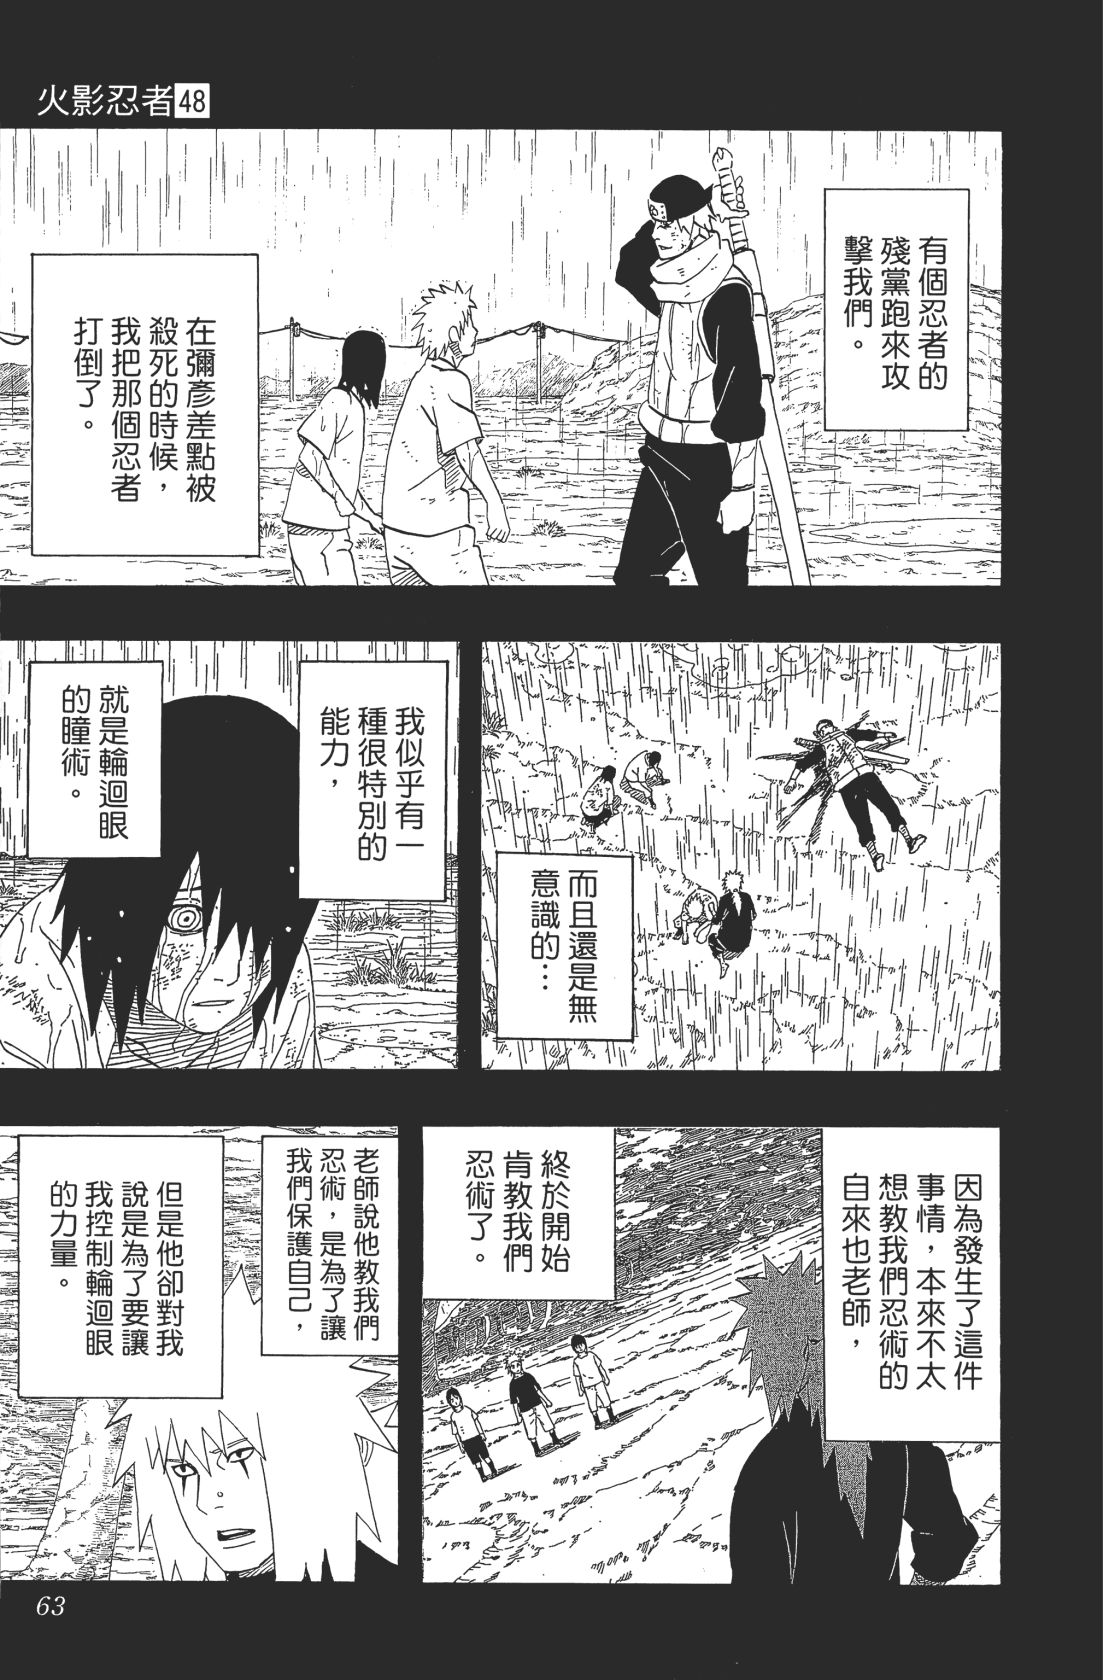 火影忍者48
有個忍者的
殘黨跑來攻
擊我們。
在彌彥差點被
殺死的時候，
我把那個忍者
打倒了。
而且還是無
意識的…
我似乎有一
種很特別的
能力，
就是輪迴眼
的瞳術。
因為發生了這件
事情，本來不太
想教我們忍術的
自來也老師，
終於開始
肯教我們
忍術了。
老師說他教我們
忍術，是為了讓
我們保護自己，
但是他卻對我
說是為了要讓
我控制輪迴眼
的力量。
63